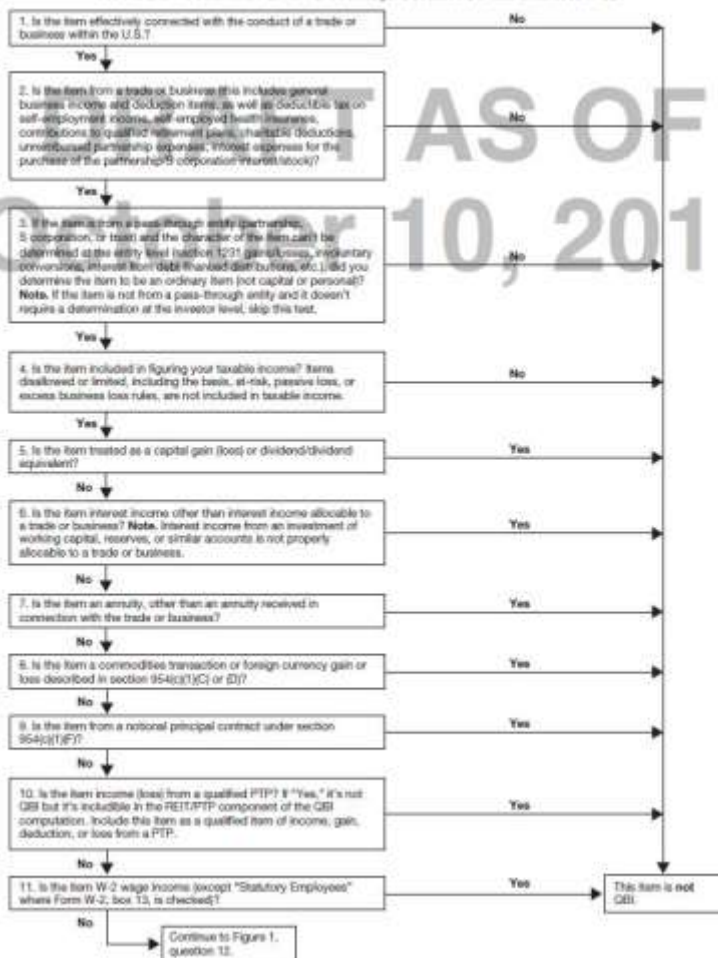 1. Is the item effectively connected with the conduct of a trade or
business within the U.S.?
No
Yes
2. Is the item from a trade or business (this includes general
business income and deduction items, as well as deductible tax on
self-employment income, self-employed health insurance,
contributions to qualified retirement plans, charitable deductions,
unreimbursed partnership expenses, interest expenses for the
purchase of the partnership/S corporation interest/stock)?
No
Yes
3. If the item is from a pass-through entity (partnership,
S corporation, or trust) and the character of the item can't be
determined at the entity level (section 1231 gains/losses, involuntary
conversions, interest from debt financed distributions, etc.), did you
determine the item to be an ordinary item (not capital or personal)?
Note. If the item is not from a pass-through entity and it doesn't
require a determination at the investor level, skip this test.
No
Yes
4. Is the item included in figuring your taxable income? Items
disallowed or limited, including the basis, at-risk, passive loss, or
excess business loss rules, are not included in taxable income.
No
Yes
5. Is the item treated as a capital gain (loss) or dividend/dividend
equivalent?
Yes
No
6. Is the item interest income other than interest income allocable to
a trade or business? Note. Interest income from an investment of
working capital, reserves, or similar accounts is not properly
allocable to a trade or business.
Yes
No
7. Is the item an annuity, other than an annuity received in
connection with the trade or business?
Yes
No
8. Is the item a commodities transaction or foreign currency gain or
loss described in section 954(c)(1)(C) or (D)?
Yes
No
9. Is the item from a notional principal contract under section
954(c)(1)(F)?
Yes
No
10. Is the item income (loss) from a qualified PTP? If "Yes," it's not
QBI but it's includible in the REIT/PTP component of the QBI
computation. Include this item as a qualified item of income, gain,
deduction, or loss from a PTP.
Yes
No
11. Is the item W-2 wage income (except "Statutory Employees"
where Form W-2, box 13, is checked)?
Yes
This item is not
QBI.
No
Continue to Figure 1,
question 12.
T AS OF
10, 201